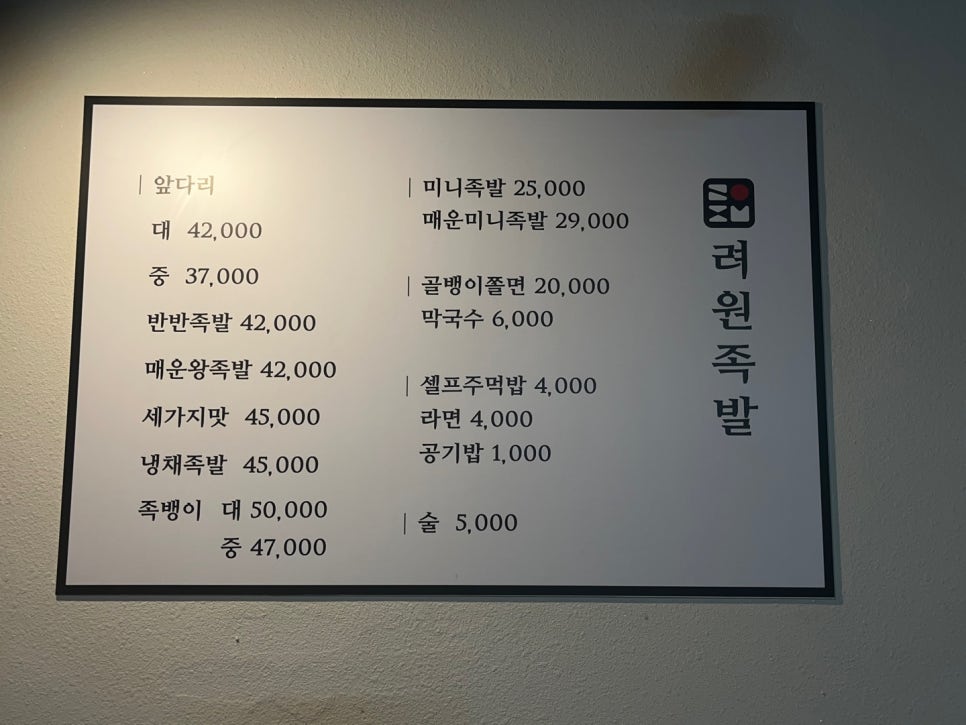 | 앞다리
대 42,000
중 37,000
반반족발 42,000
매운왕족발 42,000
세가지맛 45,000
냉채족발 45,000
족뱅이 대 50,000
중 47,000
| 미니족발 25,000
매운미니족발 29,000
| 골뱅이쫄면 20,000
막국수 6,000
| 셀프주먹밥 4,000
라면 4,000
공기밥 1,000
| 술 5,000
려원족발